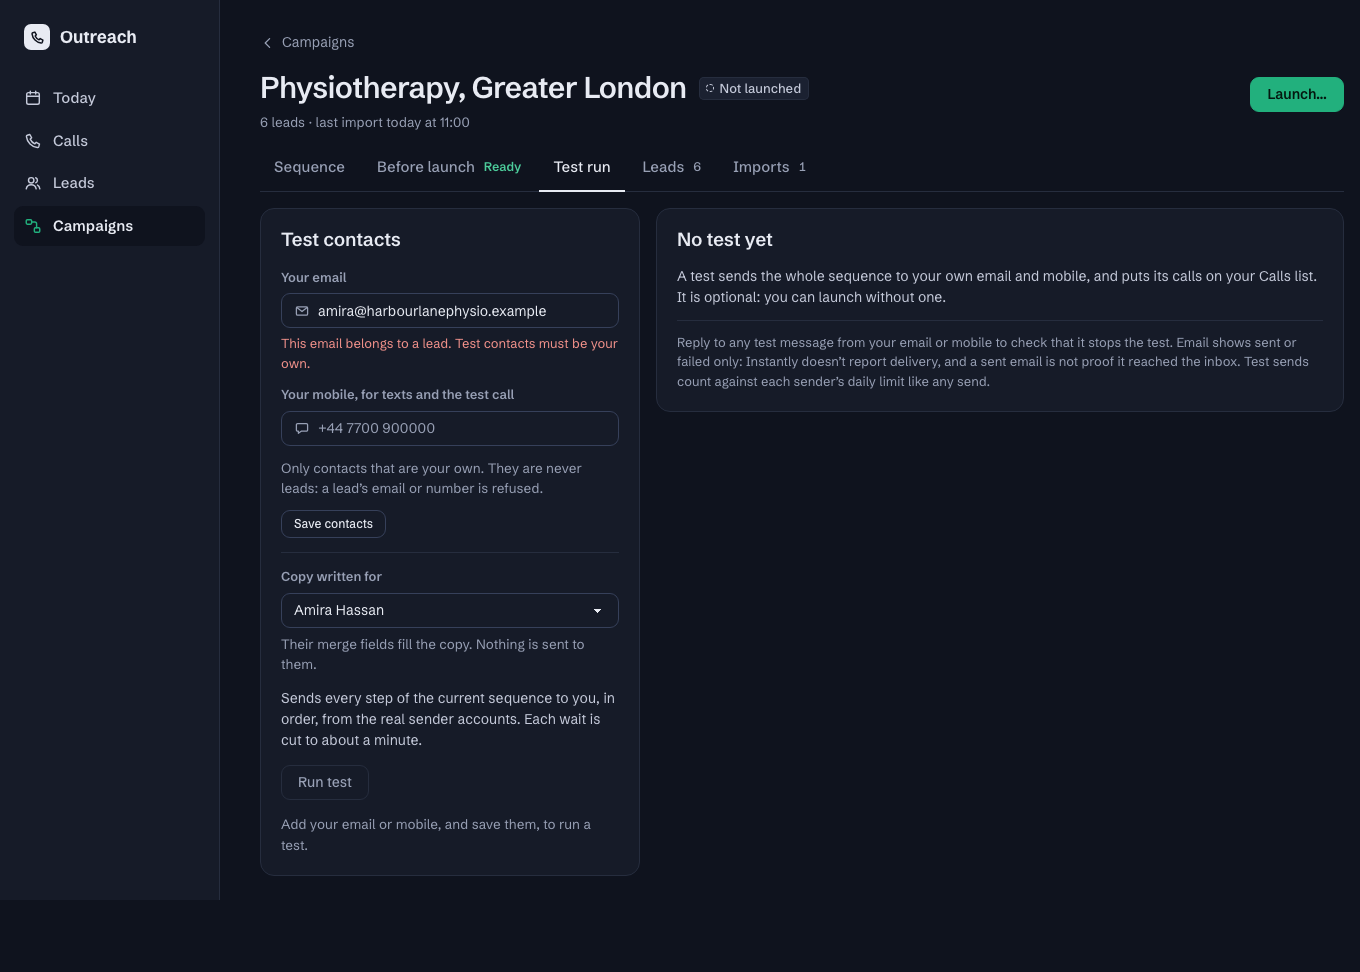 Outreach
Today
Calls
Leads
Campaigns
Campaigns
Physiotherapy, Greater London
Not launched
Launch...
6 leads · last import today at 11:00
Sequence
Before launch Ready
Test run
Leads 6
Imports 1
Test contacts
Your email
amira@harbourlanephysio.example
This email belongs to a lead. Test contacts must be your
own.
Your mobile, for texts and the test call
+44 7700 900000
Only contacts that are your own. They are never
leads: a lead’s email or number is refused.
Save contacts
Copy written for
Amira Hassan
Their merge fields fill the copy. Nothing is sent to
them.
Sends every step of the current sequence to you, in
order, from the real sender accounts. Each wait is
cut to about a minute.
Run test
Add your email or mobile, and save them, to run a
test.
No test yet
A test sends the whole sequence to your own email and mobile, and puts its calls on your Calls list.
It is optional: you can launch without one.
Reply to any test message from your email or mobile to check that it stops the test. Email shows sent or
failed only: Instantly doesn’t report delivery, and a sent email is not proof it reached the inbox. Test sends
count against each sender’s daily limit like any send.